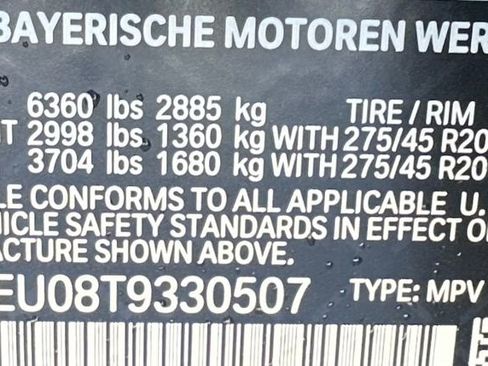 BAYERISCHE MOTOREN WER
6360 lbs 2885 kg TIRE / RIM
T 2998 lbs 1360 kg WITH 275/45 R20
3704 lbs 1680 kg WITH 275/45 R20
LE CONFORMS TO ALL APPLICABLE U.
HICLE SAFETY STANDARDS IN EFFECT O
FACTURE SHOWN ABOVE.
EU08T9330507 TYPE: MPV